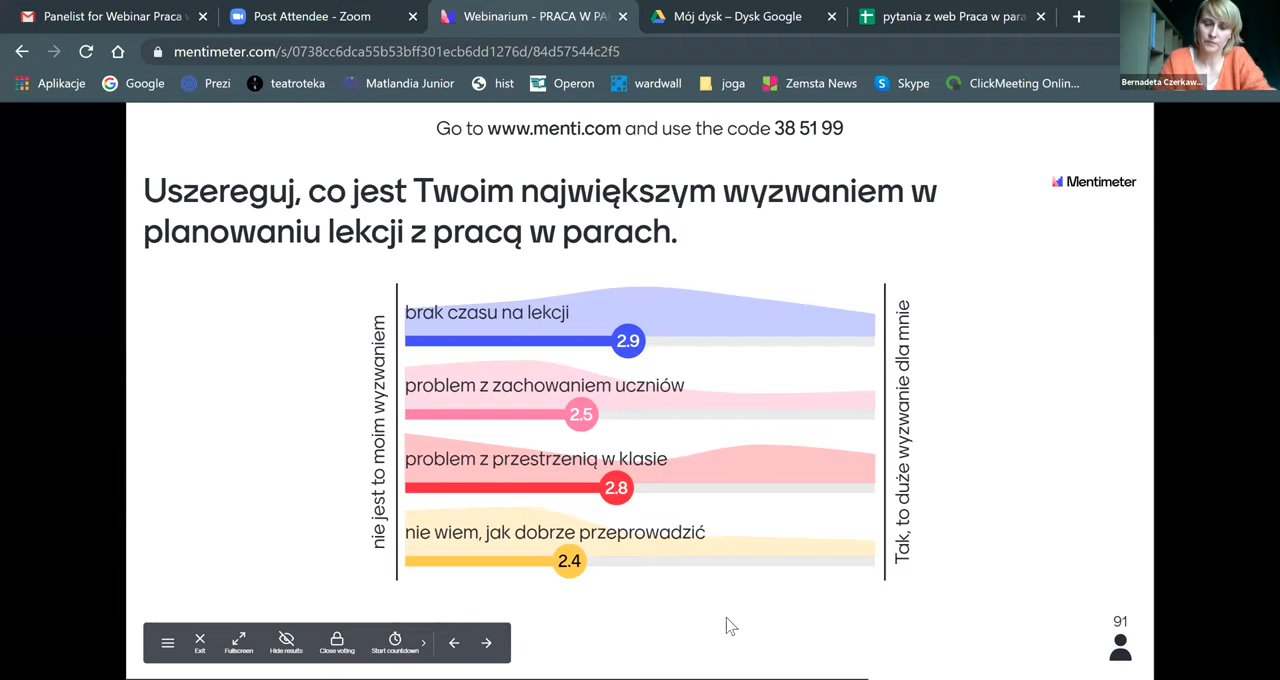 Panelist for Webinar Praca
Post Attendee - Zoom
Webinarium - PRACA W PA
Mój dysk – Dysk Google
pytania z web Praca w para
mentimeter.com/s/0738cc6dca55b53bff301ecb6dd1276d/84d57544c2f5
Aplikacje
Google
Prezi
teatroteka
Matlandia Junior
hist
Operon
wardwall
joga
Zemsta News
Skype
ClickMeeting Onlin...
Bernadeta Czerkaw...
Go to www.menti.com and use the code 38 51 99
Uszereguj, co jest Twoim największym wyzwaniem w
planowaniu lekcji z pracą w parach.
Mentimeter
nie jest to moim wyzwaniem
brak czasu na lekcji
2.9
problem z zachowaniem uczniów
2.5
problem z przestrzenią w klasie
2.8
nie wiem, jak dobrze przeprowadzić
2.4
Tak, to duże wyzwanie dla mnie
Exit
Fullscreen
Hide results
Close voting
Start countdown
91